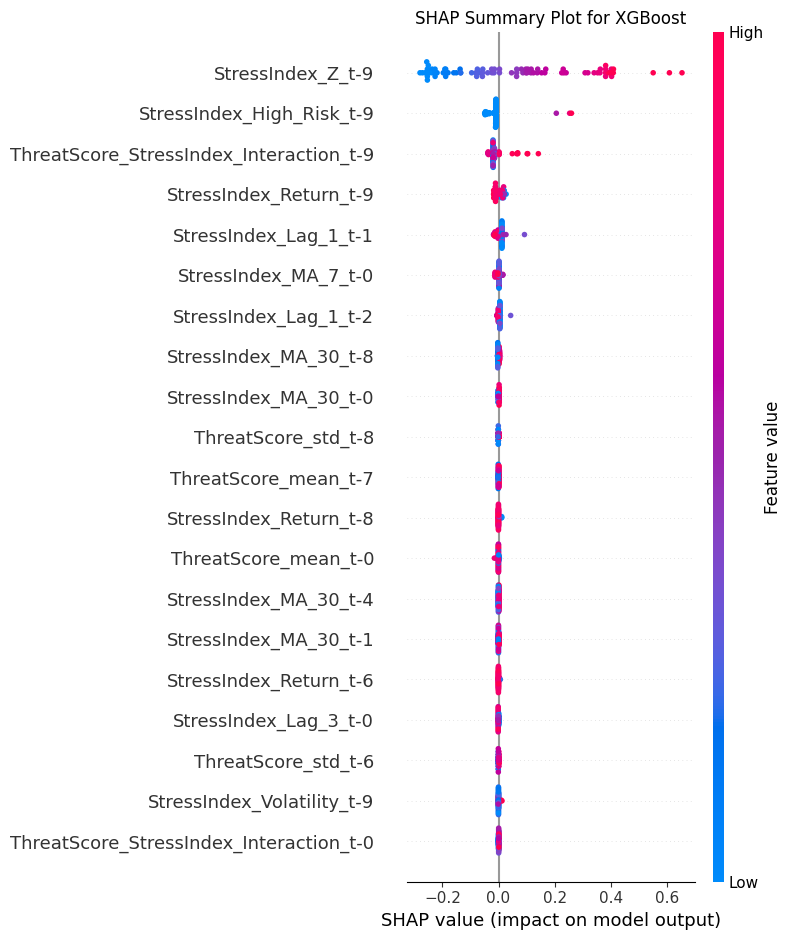 SHAP Summary Plot for XGBoost
High
StressIndex_Z_t-9
StressIndex_High_Risk_t-9
ThreatScore_StressIndex_Interaction_t-9
StressIndex_Return_t-9
StressIndex_Lag_1_t-1
StressIndex_MA_7_t-0
StressIndex_Lag_1_t-2
StressIndex_MA_30_t-8
StressIndex_MA_30_t-0
ThreatScore_std_t-8
ThreatScore_mean_t-7
StressIndex_Return_t-8
ThreatScore_mean_t-0
StressIndex_MA_30_t-4
StressIndex_MA_30_t-1
StressIndex_Return_t-6
StressIndex_Lag_3_t-0
ThreatScore_std_t-6
StressIndex_Volatility_t-9
ThreatScore_StressIndex_Interaction_t-0
Feature value
Low
−0.2 0.0 0.2 0.4 0.6
SHAP value (impact on model output)